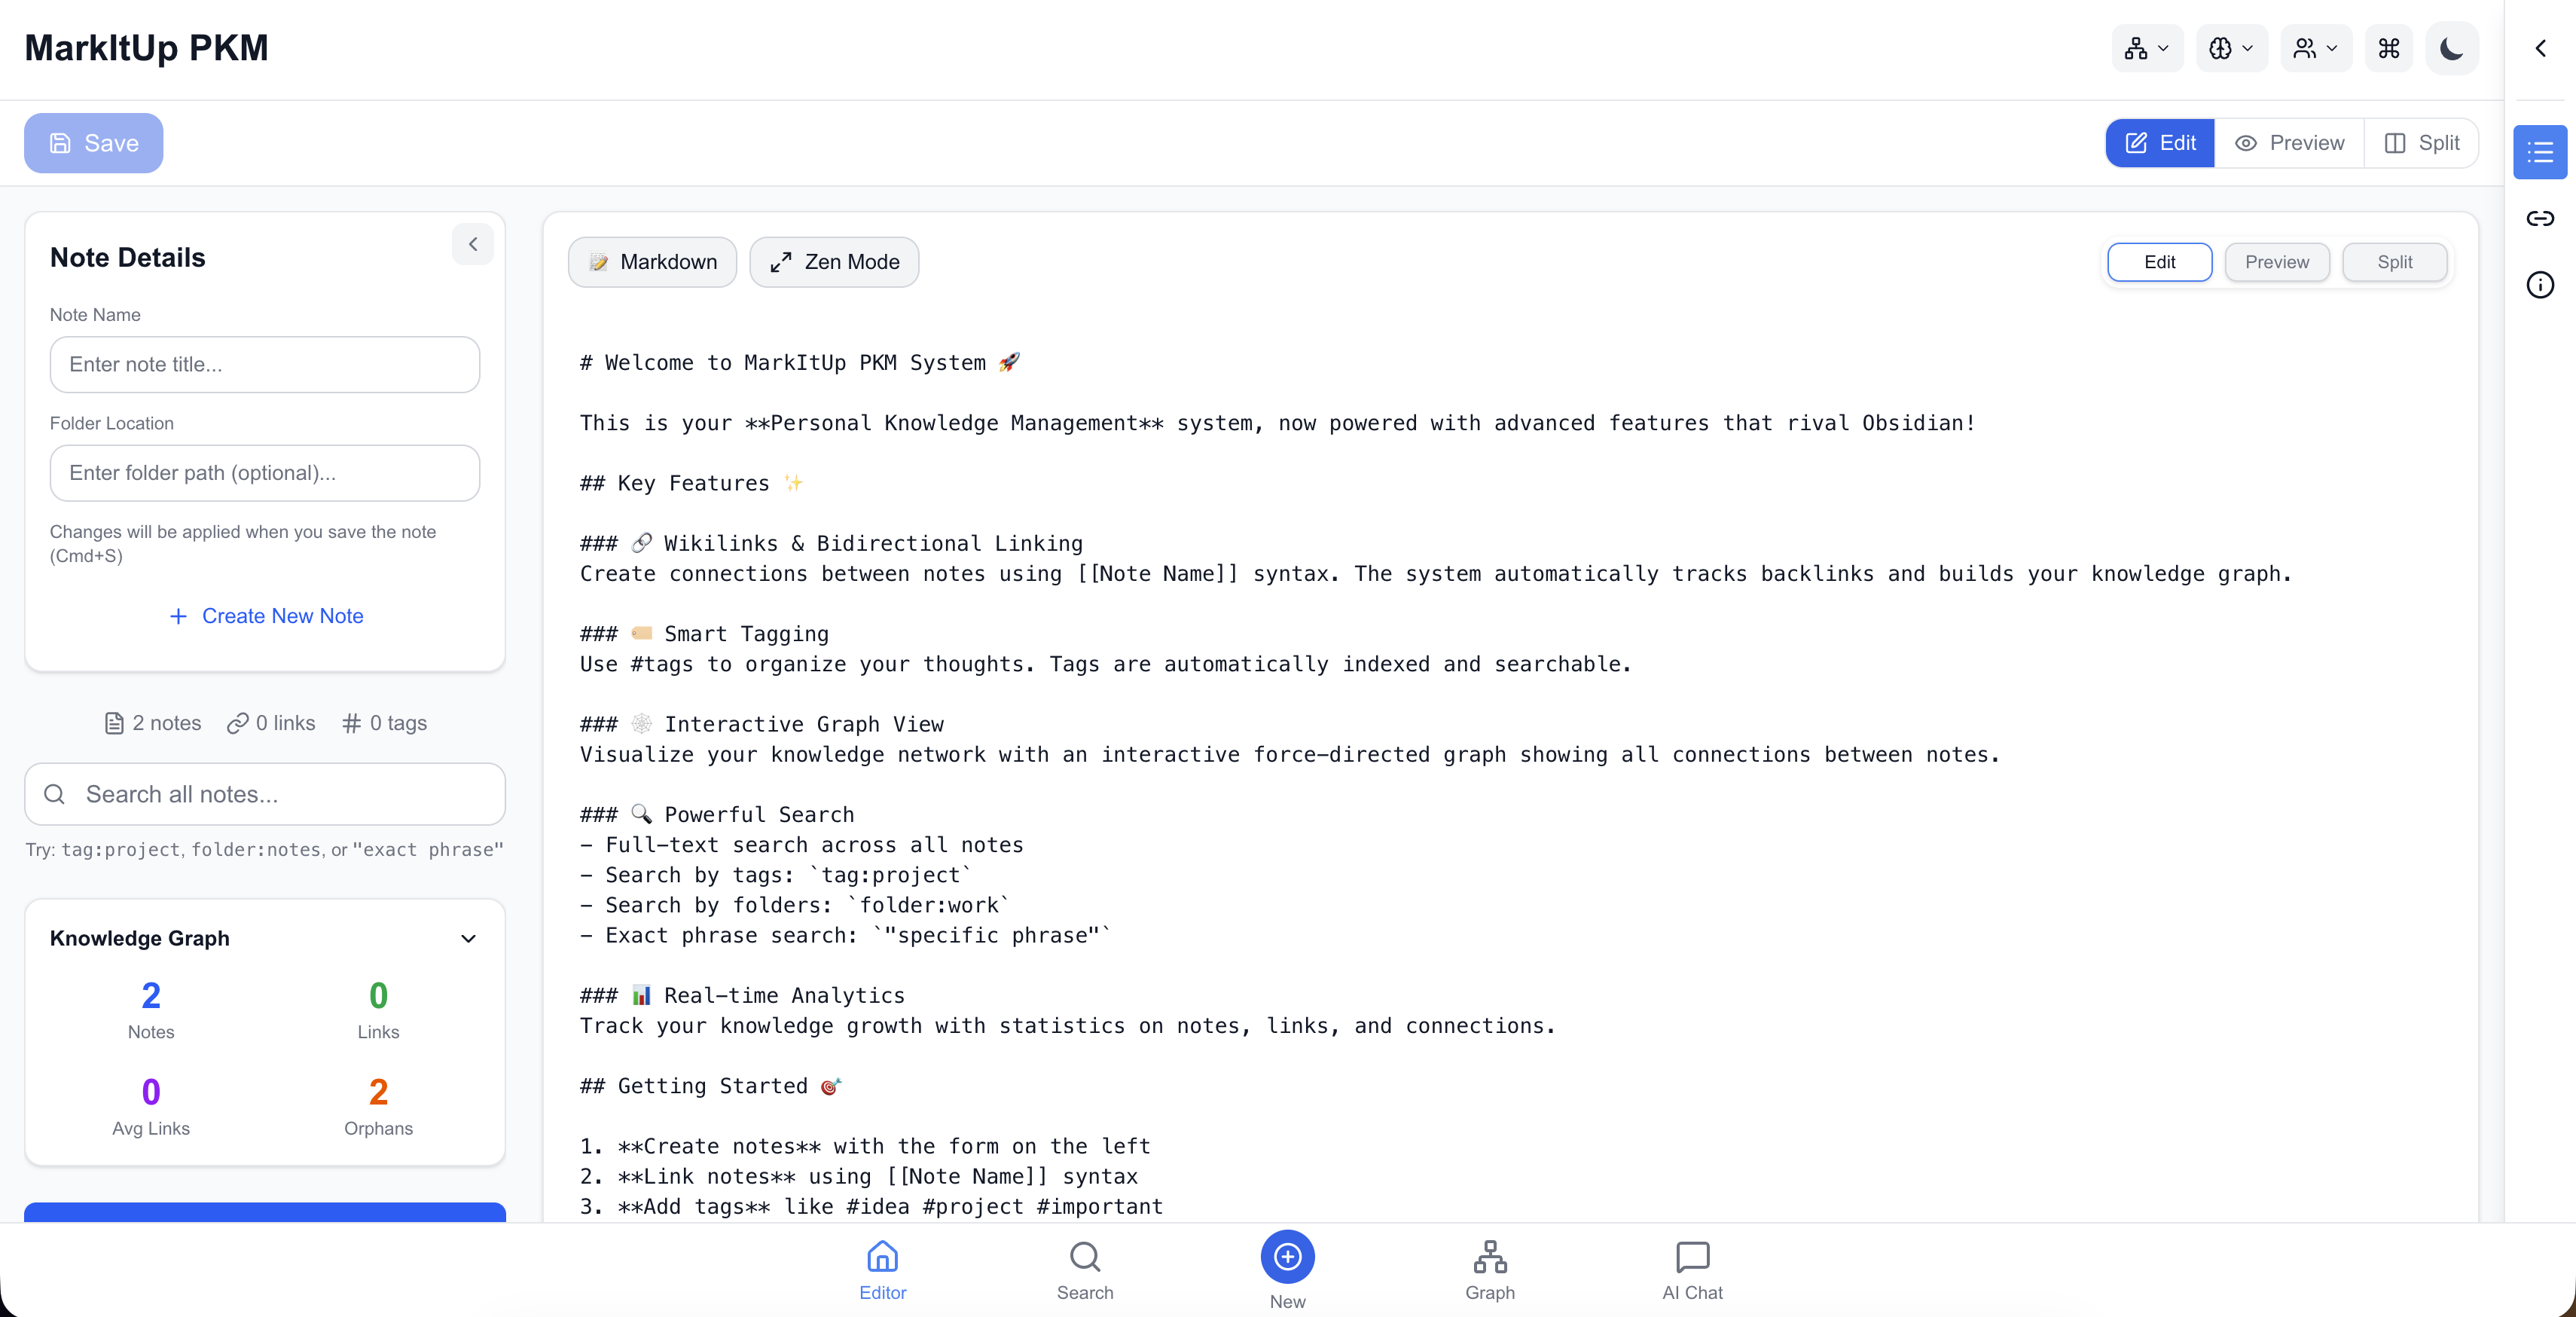 MarkItUp PKM
Save
Edit
Preview
Split
Note Details
Note Name
Enter note title...
Folder Location
Enter folder path (optional)...
Changes will be applied when you save the note
(Cmd+S)
+ Create New Note
2 notes
0 links
# 0 tags
Search all notes...
Try: tag:project, folder:notes, or "exact phrase"
Knowledge Graph
2
Notes
0
Links
0
Avg Links
2
Orphans
📝 Markdown
Zen Mode
Edit
Preview
Split
# Welcome to MarkItUp PKM System 🚀
This is your **Personal Knowledge Management** system, now powered with advanced features that rival Obsidian!
## Key Features ✨
### 🔗 Wikilinks & Bidirectional Linking
Create connections between notes using [[Note Name]] syntax. The system automatically tracks backlinks and builds your knowledge graph.
### 🏷️ Smart Tagging
Use #tags to organize your thoughts. Tags are automatically indexed and searchable.
### 🕸️ Interactive Graph View
Visualize your knowledge network with an interactive force-directed graph showing all connections between notes.
### 🔍 Powerful Search
- Full-text search across all notes
- Search by tags: `tag:project`
- Search by folders: `folder:work`
- Exact phrase search: `"specific phrase"`
### 📊 Real-time Analytics
Track your knowledge growth with statistics on notes, links, and connections.
## Getting Started 🎯
1. **Create notes** with the form on the left
2. **Link notes** using [[Note Name]] syntax
3. **Add tags** like #idea #project #important
Editor
Search
New
Graph
AI Chat